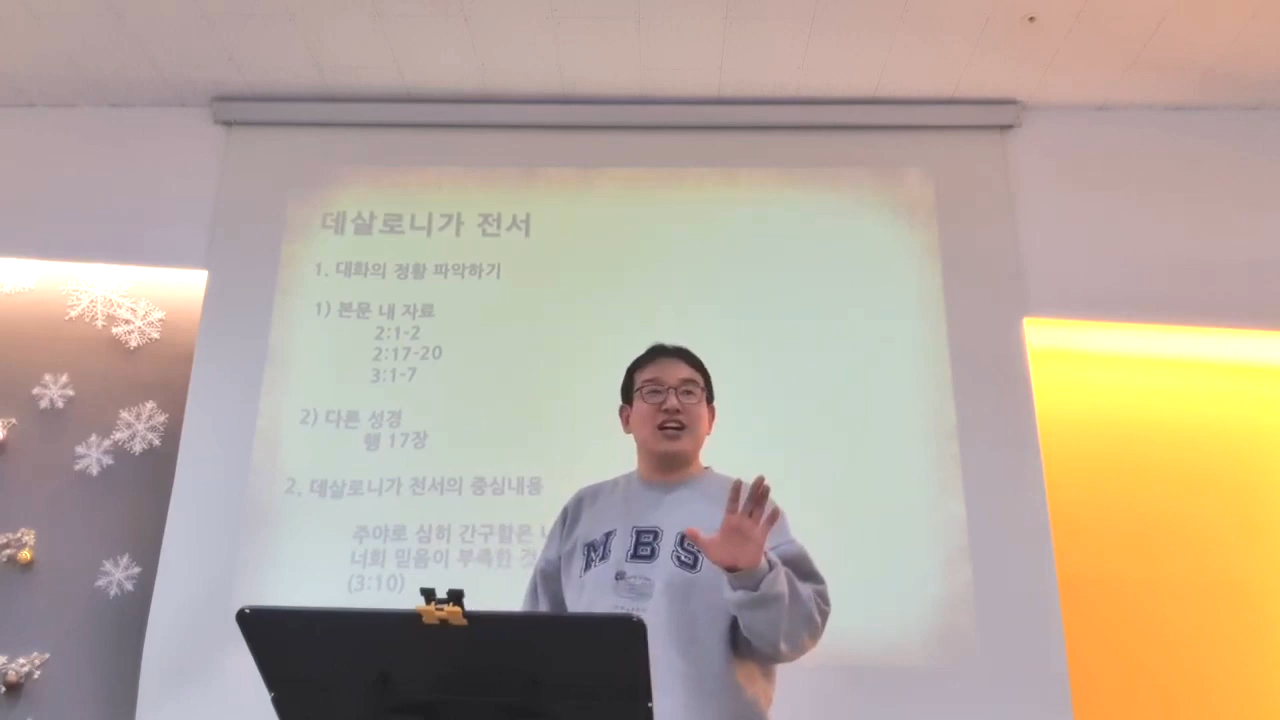 데살로니가 전서
1. 대화의 정황 파악하기
1) 본문 내 자료
2:1-2
2:17-20
3:1-7
2) 다른 성경
행 17장
2. 데살로니가 전서의 중심내용
주야로 심히 간구함은
너희 믿음이 부족한
(3:10)
MBS